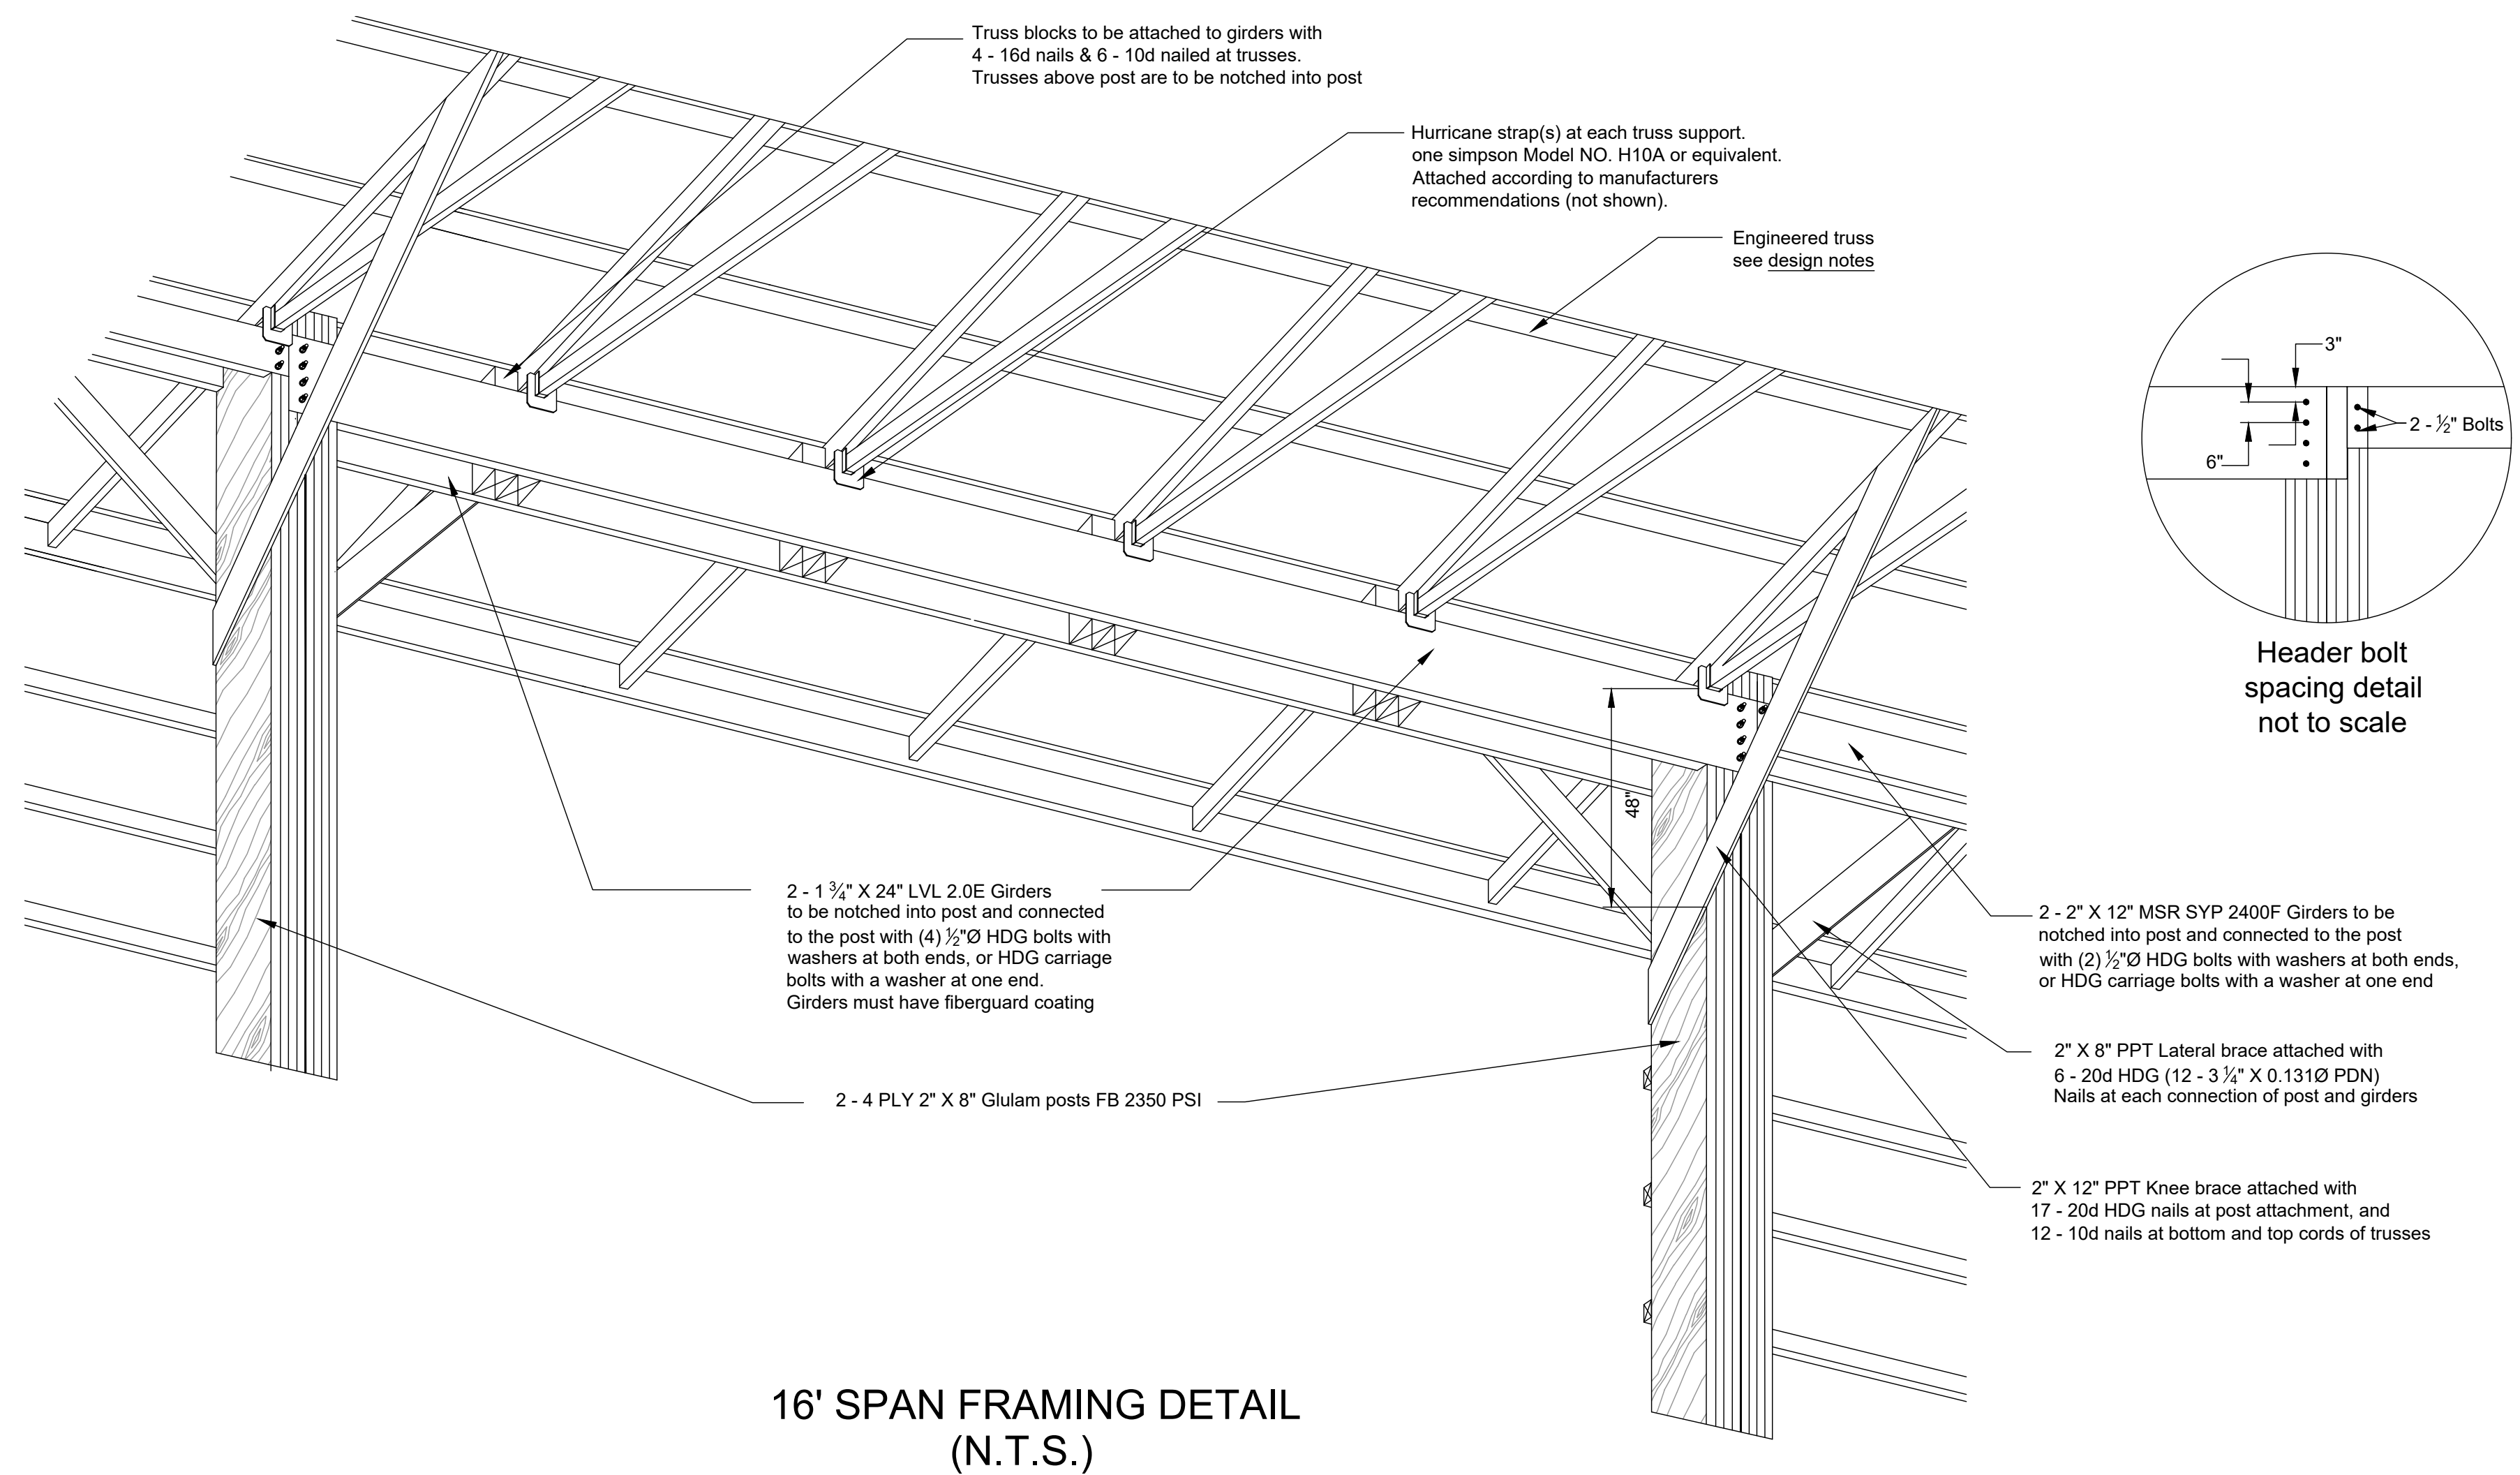 Truss blocks to be attached to girders with
4 - 16d nails & 6 - 10d nailed at trusses.
Trusses above post are to be notched into post
Hurricane strap(s) at each truss support.
one simpson Model NO. H10A or equivalent.
Attached according to manufacturers
recommendations (not shown).
Engineered truss
see design notes
3"
2 - ½" Bolts
6"
Header bolt
spacing detail
not to scale
48"
2 - 1 ¾" X 24" LVL 2.0E Girders
to be notched into post and connected
to the post with (4) ½"Ø HDG bolts with
washers at both ends, or HDG carriage
bolts with a washer at one end.
Girders must have fiberguard coating
2 - 2" X 12" MSR SYP 2400F Girders to be
notched into post and connected to the post
with (2) ½"Ø HDG bolts with washers at both ends,
or HDG carriage bolts with a washer at one end
2" X 8" PPT Lateral brace attached with
6 - 20d HDG (12 - 3 ¼" X 0.131Ø PDN)
Nails at each connection of post and girders
2 - 4 PLY 2" X 8" Glulam posts FB 2350 PSI
2" X 12" PPT Knee brace attached with
17 - 20d HDG nails at post attachment, and
12 - 10d nails at bottom and top cords of trusses
16' SPAN FRAMING DETAIL
(N.T.S.)